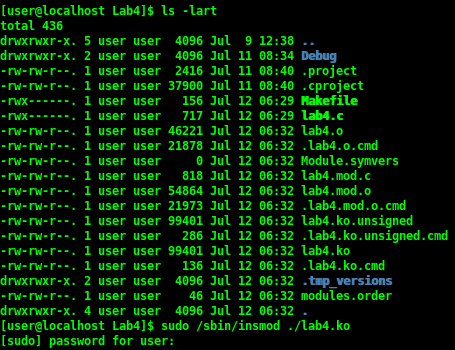 [user@localhost Lab4]$ ls -lart
total 436
drwxrwxr-x. 5 user user  4096 Jul  9 12:38 ..
drwxrwxr-x. 2 user user  4096 Jul 11 08:34 Debug
-rw-rw-r--. 1 user user  2416 Jul 11 08:40 .project
-rw-rw-r--. 1 user user 37900 Jul 11 08:40 .cproject
-rwx------. 1 user user   156 Jul 12 06:29 Makefile
-rwx------. 1 user user   717 Jul 12 06:29 lab4.c
-rw-rw-r--. 1 user user 46221 Jul 12 06:32 lab4.o
-rw-rw-r--. 1 user user 21878 Jul 12 06:32 .lab4.o.cmd
-rw-rw-r--. 1 user user     0 Jul 12 06:32 Module.symvers
-rw-rw-r--. 1 user user   818 Jul 12 06:32 lab4.mod.c
-rw-rw-r--. 1 user user 54864 Jul 12 06:32 lab4.mod.o
-rw-rw-r--. 1 user user 21973 Jul 12 06:32 .lab4.mod.o.cmd
-rw-rw-r--. 1 user user 99401 Jul 12 06:32 lab4.ko.unsigned
-rw-rw-r--. 1 user user   286 Jul 12 06:32 .lab4.ko.unsigned.cmd
-rw-rw-r--. 1 user user 99401 Jul 12 06:32 lab4.ko
-rw-rw-r--. 1 user user   136 Jul 12 06:32 .lab4.ko.cmd
drwxrwxr-x. 2 user user  4096 Jul 12 06:32 .tmp_versions
-rw-rw-r--. 1 user user    46 Jul 12 06:32 modules.order
drwxrwxr-x. 4 user user  4096 Jul 12 06:32 .
[user@localhost Lab4]$ sudo /sbin/insmod ./lab4.ko
[sudo] password for user: